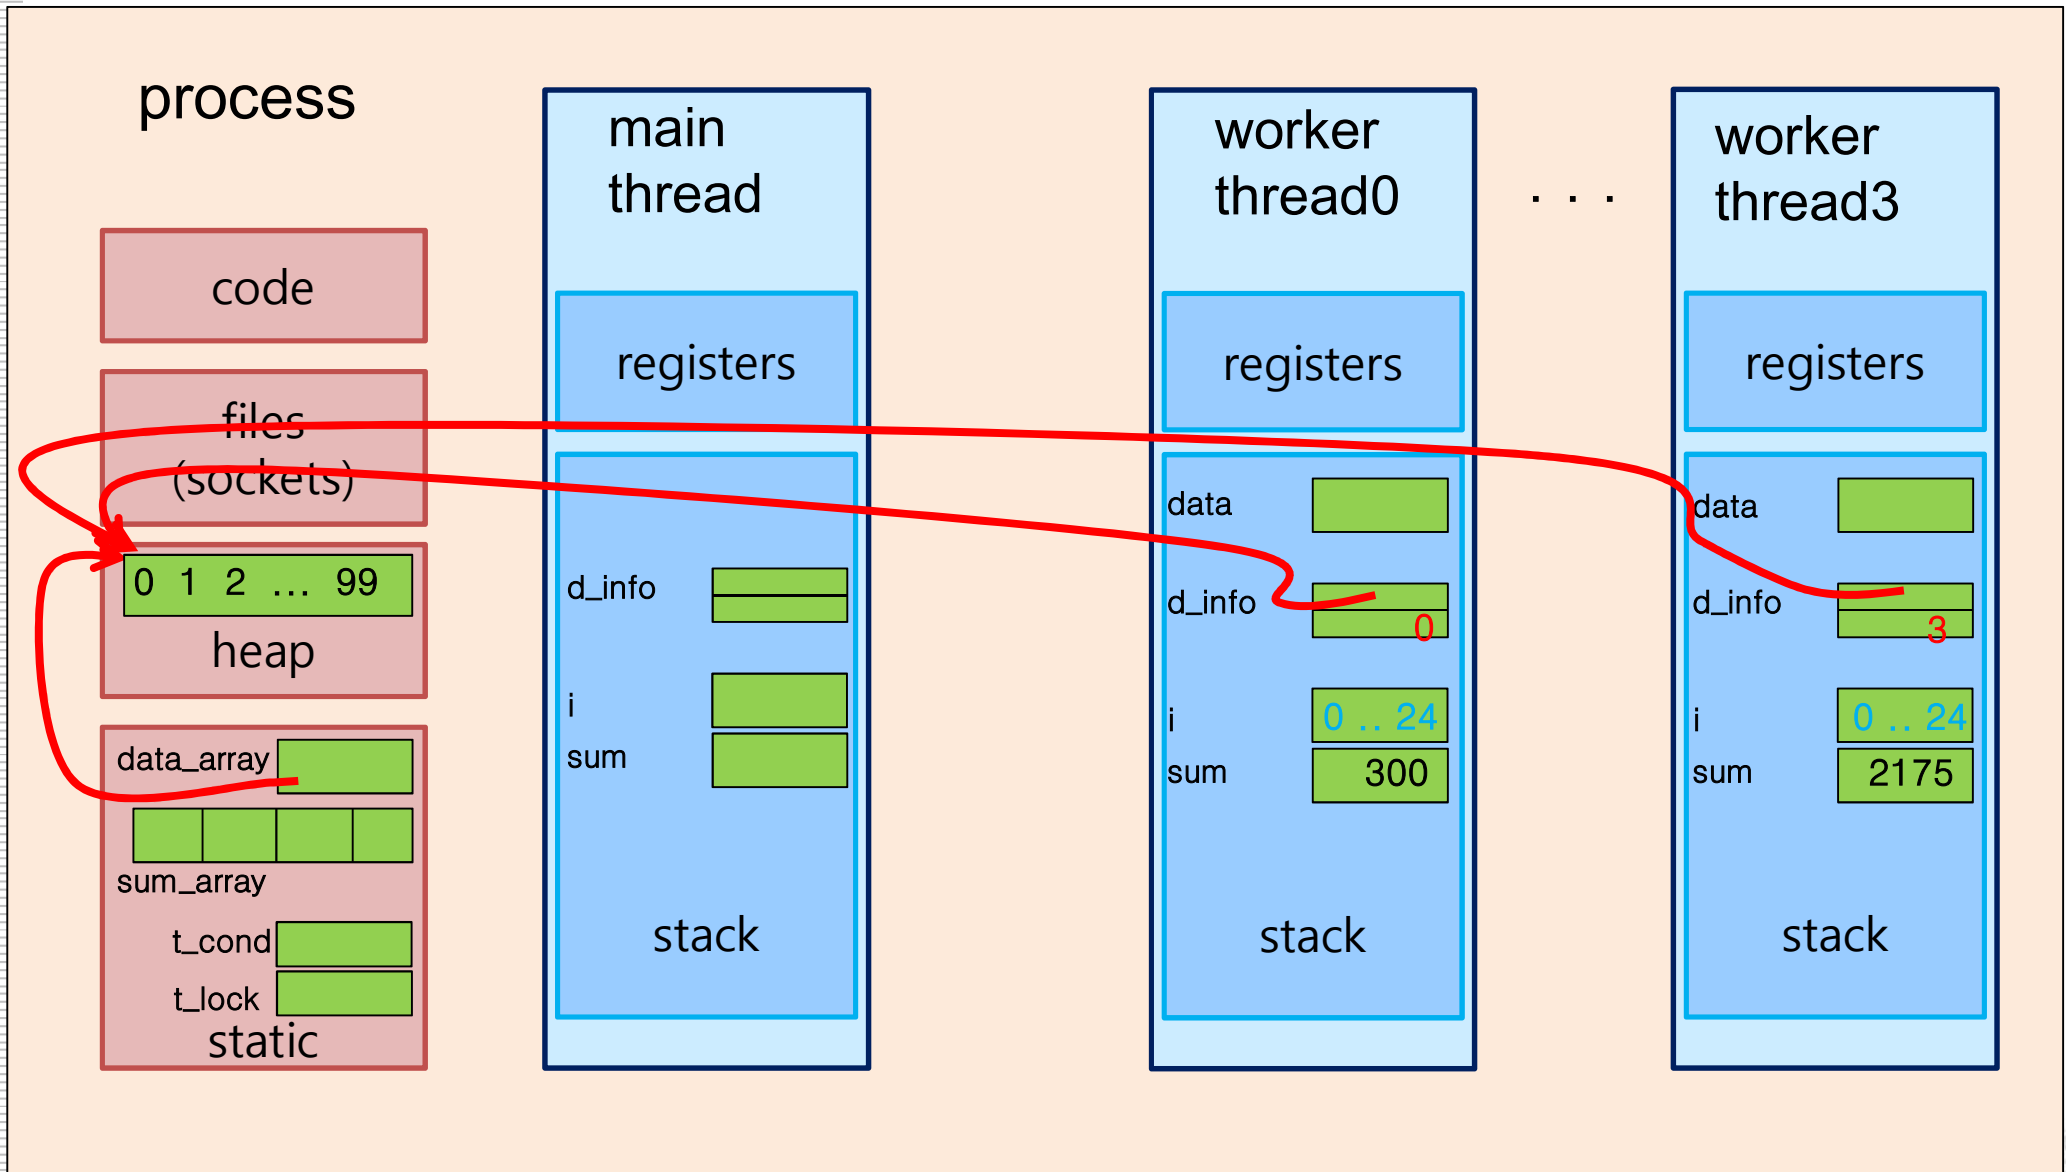 process
code
files
(sockets)
0 1 2 ... 99
heap
data_array
sum_array
t_cond
t_lock
static
main
thread
registers
d_info
i
sum
stack
worker
thread0
registers
data
d_info
0
i 0 .. 24
sum 300
stack
. . .
worker
thread3
registers
data
d_info
3
i 0 .. 24
sum 2175
stack